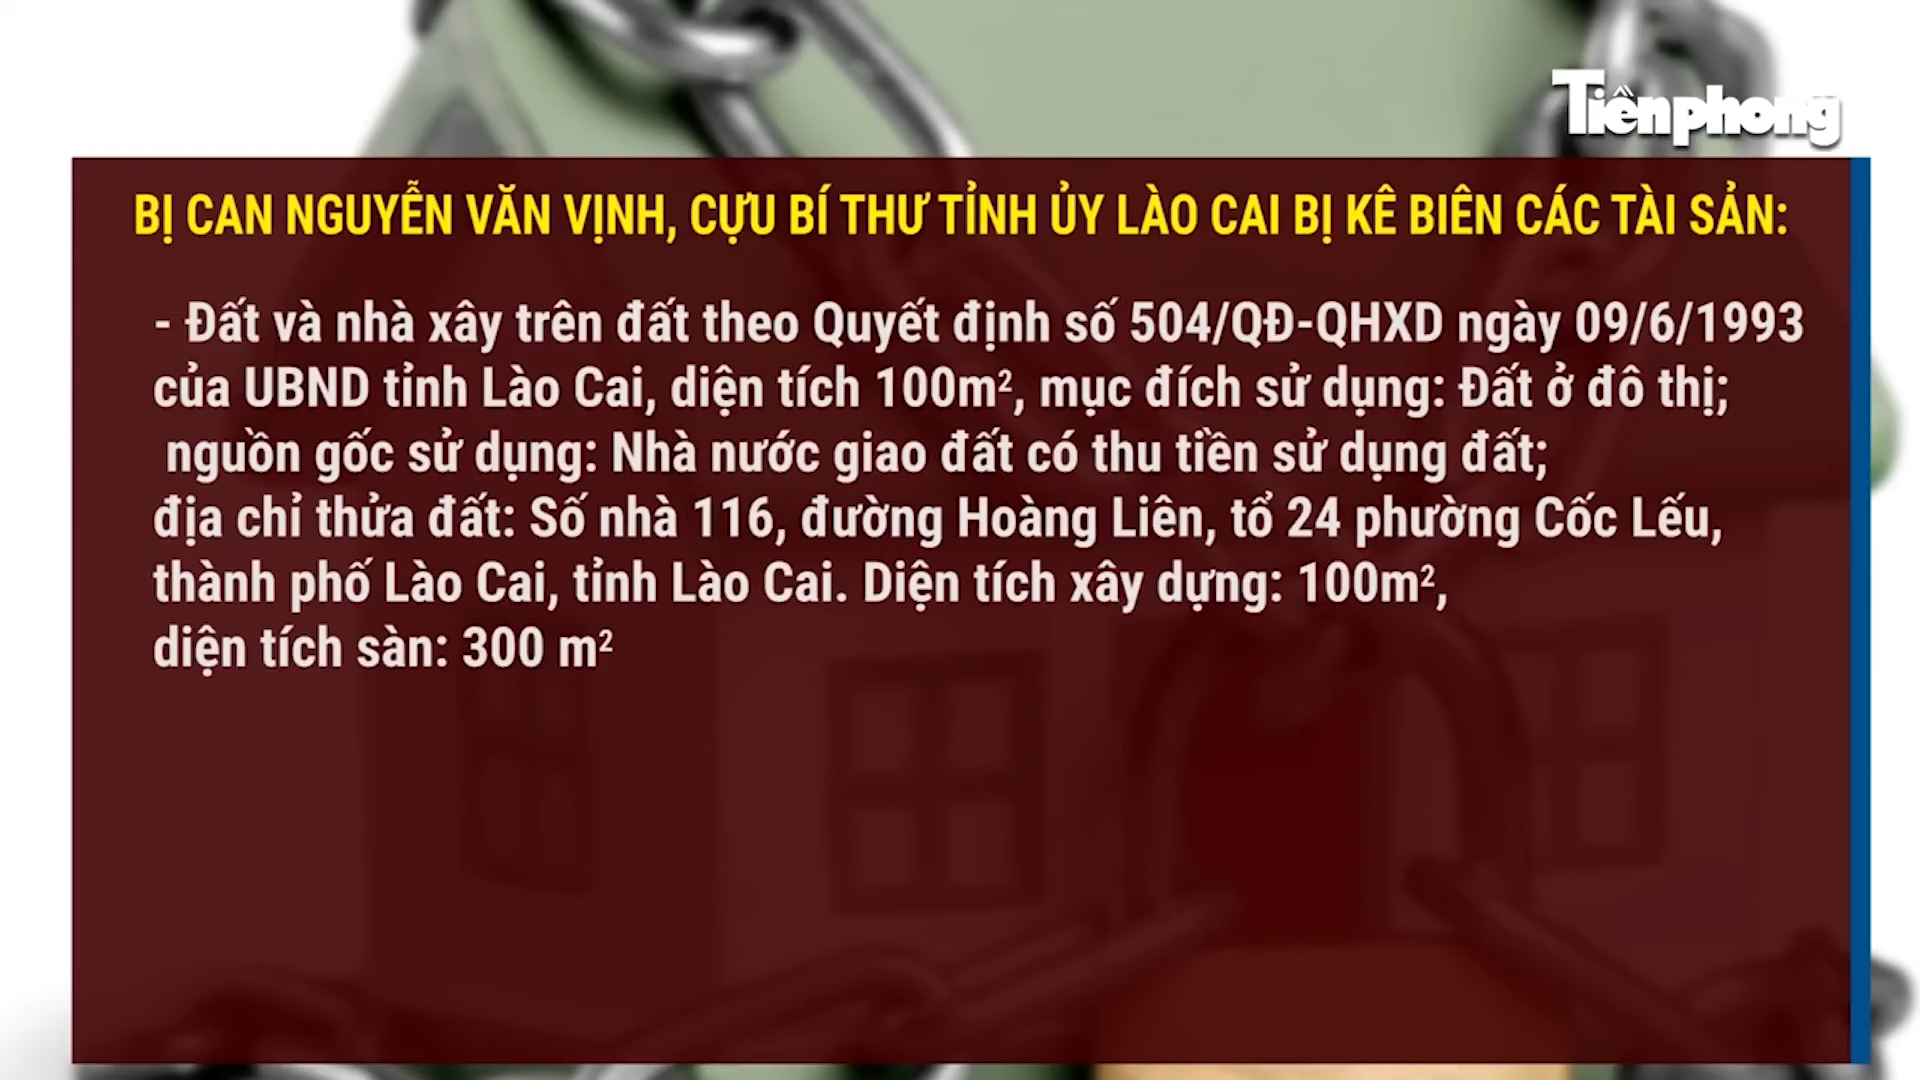 Tiền phong
BỊ CAN NGUYỄN VĂN VỊNH, CỰU BÍ THƯ TỈNH ỦY LÀO CAI BỊ KÊ BIÊN CÁC TÀI SẢN:
- Đất và nhà xây trên đất theo Quyết định số 504/QĐ-QHXD ngày 09/6/1993
của UBND tỉnh Lào Cai, diện tích 100m², mục đích sử dụng: Đất ở đô thị;
nguồn gốc sử dụng: Nhà nước giao đất có thu tiền sử dụng đất;
địa chỉ thửa đất: Số nhà 116, đường Hoàng Liên, tổ 24 phường Cốc Lếu,
thành phố Lào Cai, tỉnh Lào Cai. Diện tích xây dựng: 100m²,
diện tích sàn: 300 m²